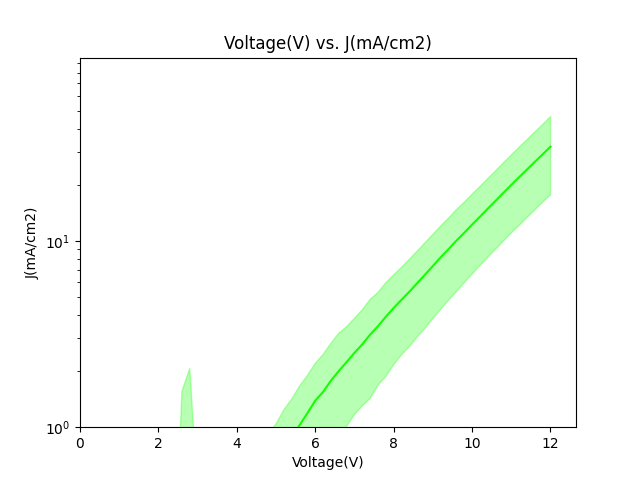 Voltage(V) vs. J(mA/cm2)
J(mA/cm2)
10¹
10⁰
0 2 4 6 8 10 12
Voltage(V)